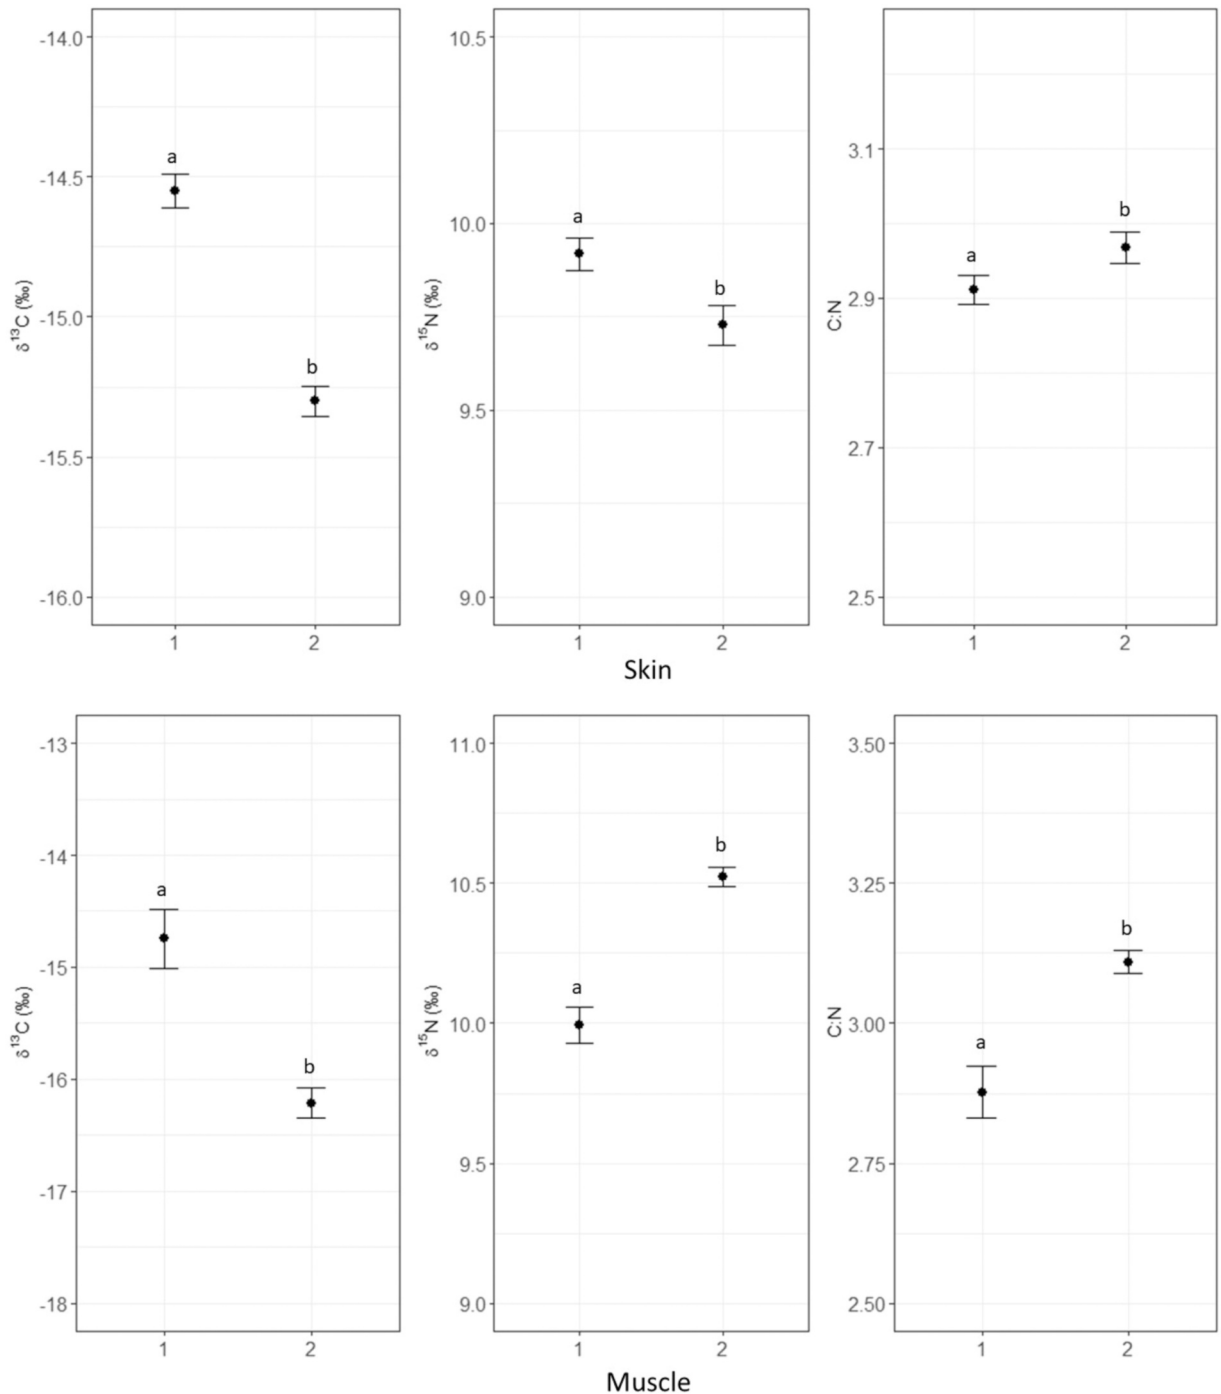 -14.0
-14.5
-15.0
-15.5
-16.0
δ ¹³C (‰)
a
b
1
2
10.5
10.0
9.5
9.0
δ ¹⁵N (‰)
a
b
1
2
3.1
2.9
2.7
2.5
C:N
a
b
1
2
Skin
-13
-14
-15
-16
-17
-18
δ ¹³C (‰)
a
b
1
2
11.0
10.5
10.0
9.5
9.0
δ ¹⁵N (‰)
a
b
1
2
3.50
3.25
3.00
2.75
2.50
C:N
a
b
1
2
Muscle